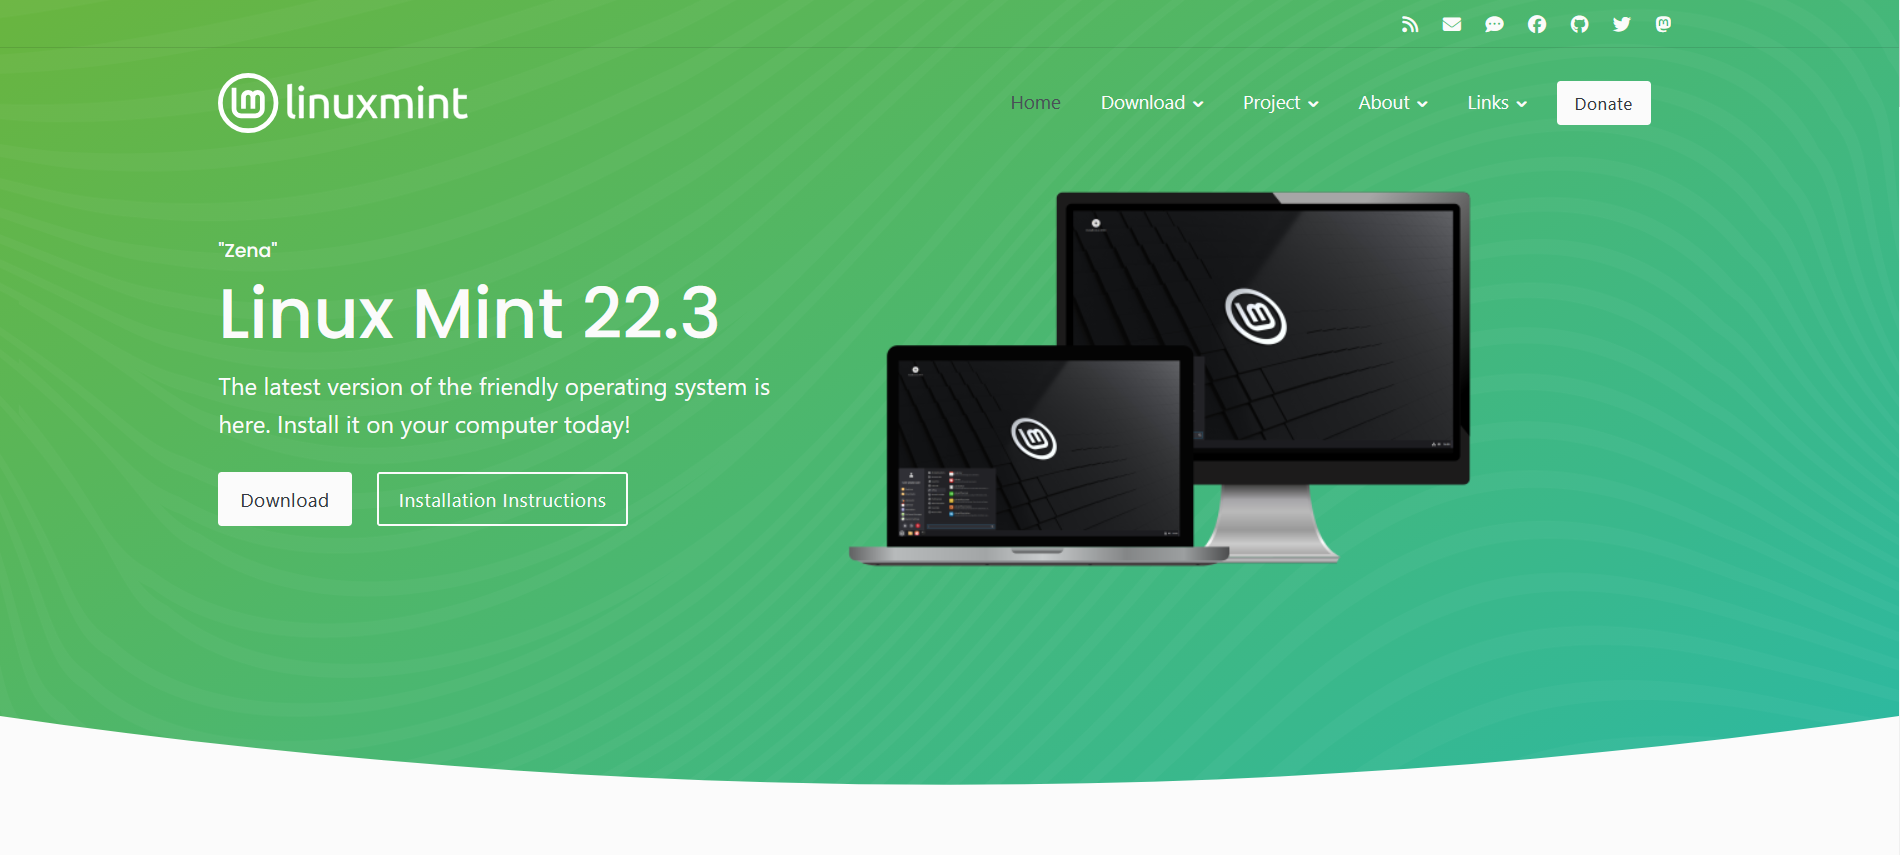 linuxmint
Home Download Project About Links Donate
"Zena"
Linux Mint 22.3
The latest version of the friendly operating system is
here. Install it on your computer today!
Download Installation Instructions